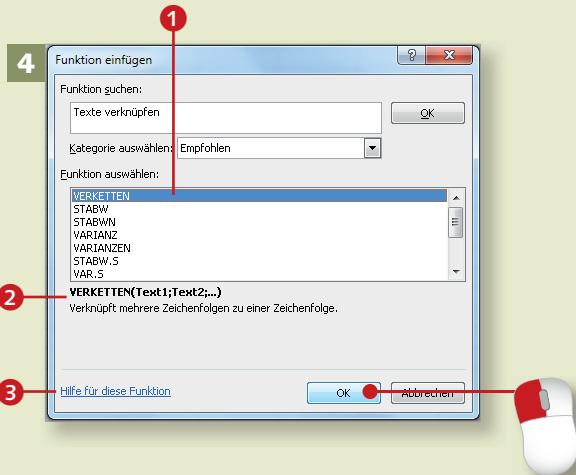 1
4
Funktion einfügen
?
X
Funktion suchen:
Texte verknüpfen
OK
Kategorie auswählen: Empfohlen
Funktion auswählen:
VERKETTEN
STABW
STABWN
VARIANZ
VARIANZEN
STABW.S
VAR.S
2
VERKETTEN(Text1;Text2;...)
Verknüpft mehrere Zeichenfolgen zu einer Zeichenfolge.
3
Hilfe für diese Funktion
OK
Abbrechen